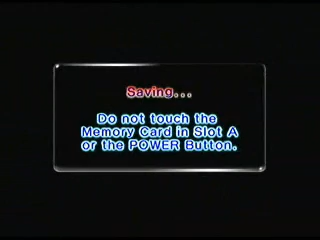 Saving...
Do not touch the
Memory Card in Slot A
or the POWER Button.